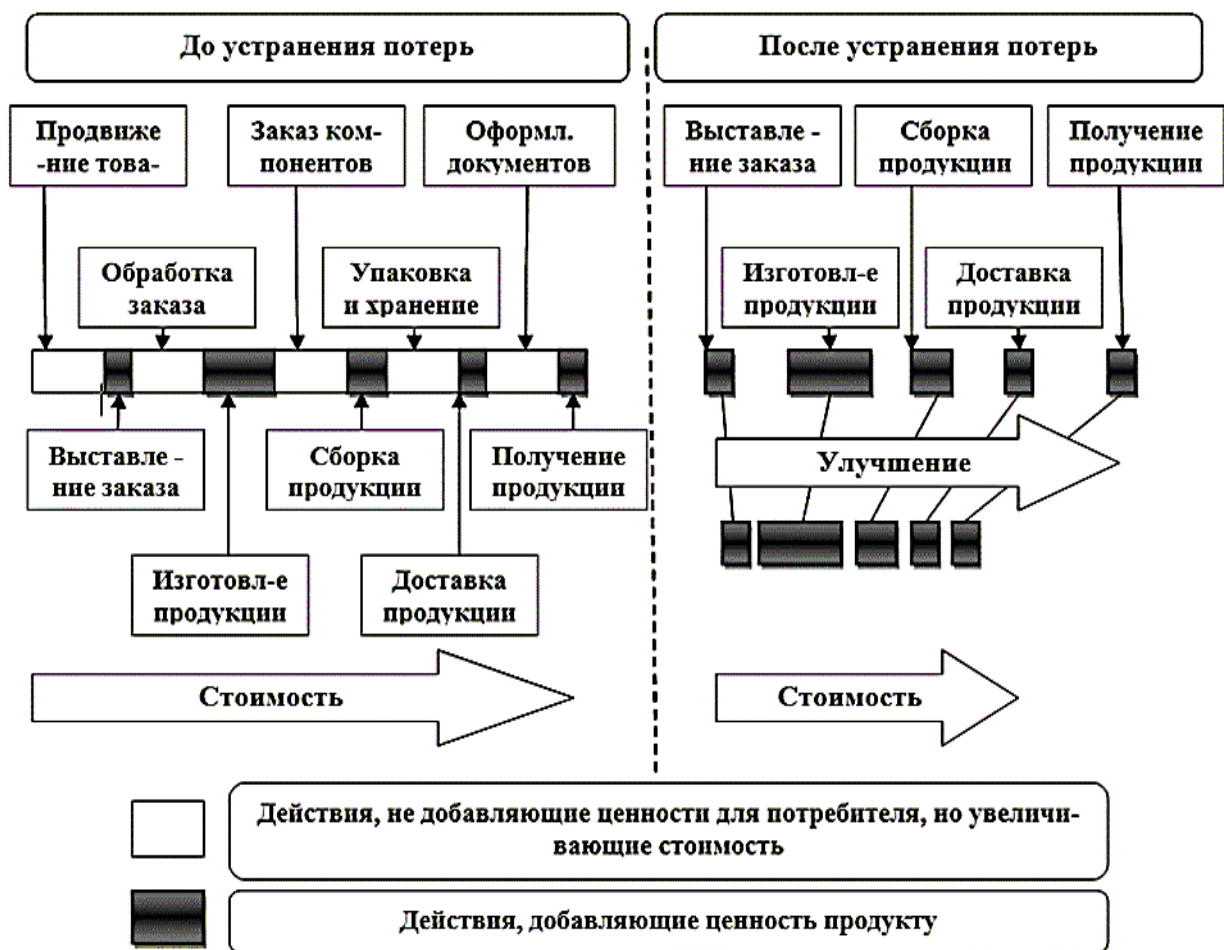 До устранения потерь
После устранения потерь
Продвиже
-ние това-
Заказ ком-
понентов
Оформл.
документов
Выставле -
ние заказа
Сборка
продукции
Получение
продукции
Обработка
заказа
Упаковка
и хранение
Изготовл-е
продукции
Доставка
продукции
Выставле -
ние заказа
Сборка
продукции
Получение
продукции
Улучшение
Изготовл-е
продукции
Доставка
продукции
Стоимость
Стоимость
Действия, не добавляющие ценности для потребителя, но увеличи-
вающие стоимость
Действия, добавляющие ценность продукту